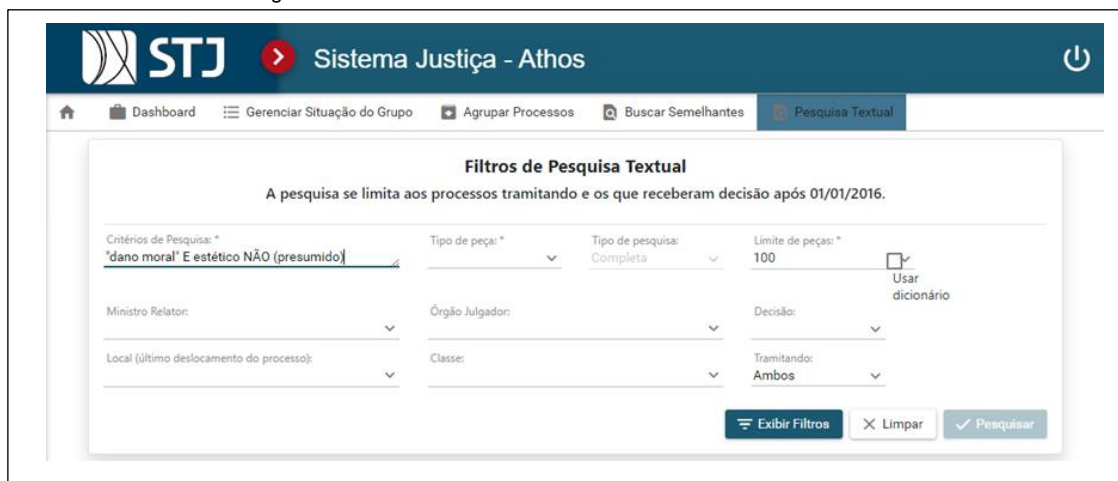 STJ Sistema Justiça - Athos
Dashboard Gerenciar Situação do Grupo Agrupar Processos Buscar Semelhantes Pesquisa Textual
Filtros de Pesquisa Textual
A pesquisa se limita aos processos tramitando e os que receberam decisão após 01/01/2016.
Critérios de Pesquisa: * Tipo de peça: * Tipo de pesquisa: Limite de peças: *
"dano moral" E estético NÃO (presumido) Completa 100
Usar
dicionário
Ministro Relator: Órgão Julgador: Decisão:
Local (último deslocamento do processo): Classe: Tramitando:
Ambos
Exibir Filtros Limpar Pesquisar